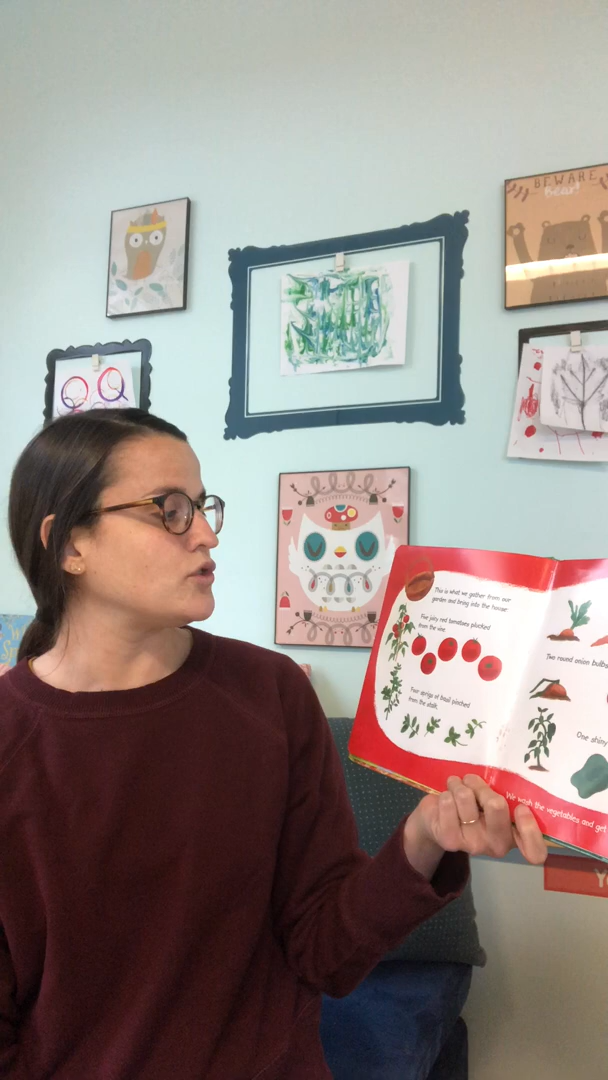 BEWARE
Bear!
This is what we gather from our
garden and bring into the house:
Five juicy red tomatoes plucked
from the vine.
Four sprigs of basil pinched
from the stalk.
Two round onion bulbs
One shiny
We wash the vegetables and get